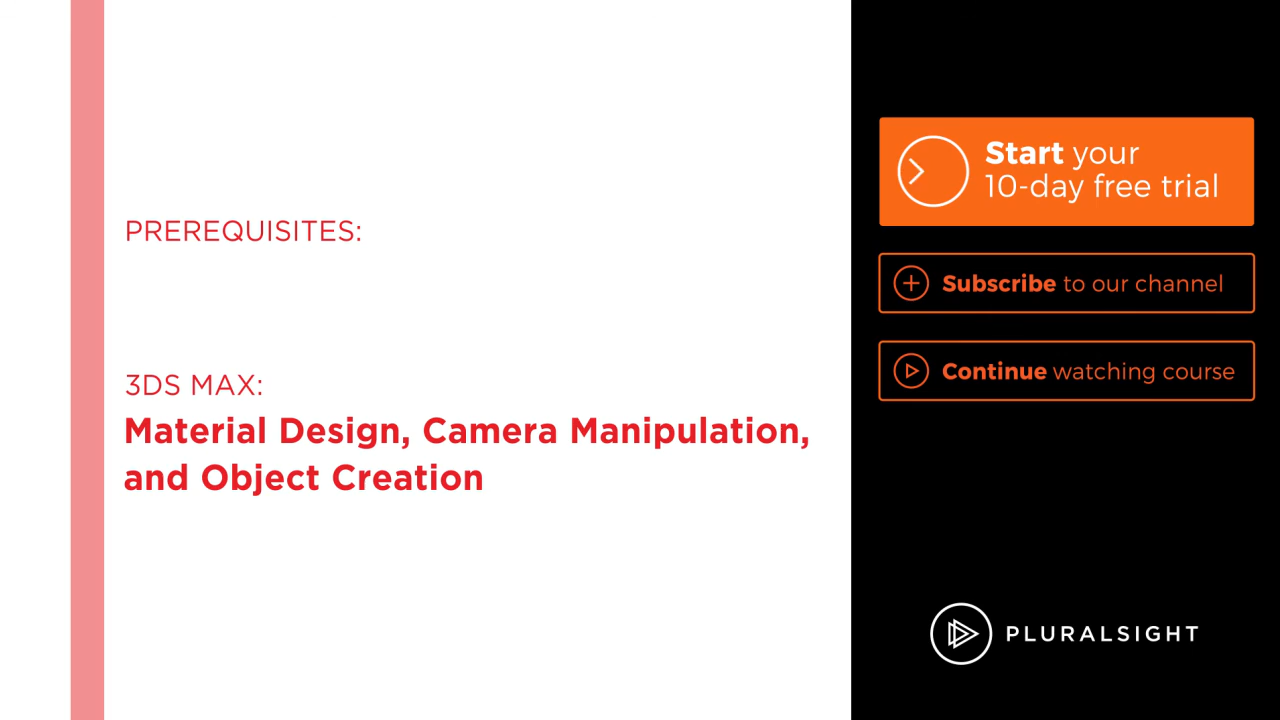 PREREQUISITES:
3DS MAX:
Material Design, Camera Manipulation,
and Object Creation
Start your
10-day free trial
Subscribe to our channel
Continue watching course
PLURALSIGHT